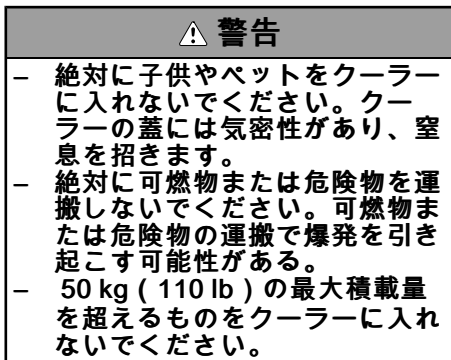 ⚠ 警告
– 絶対に子供やペットをクーラー
に入れないでください。クー
ラーの蓋には気密性があり、窒
息を招きます。
– 絶対に可燃物または危険物を運
搬しないでください。可燃物ま
たは危険物の運搬で爆発を引き
起こす可能性がある。
– 50 kg ( 110 lb ) の最大積載量
を超えるものをクーラーに入れ
ないでください。